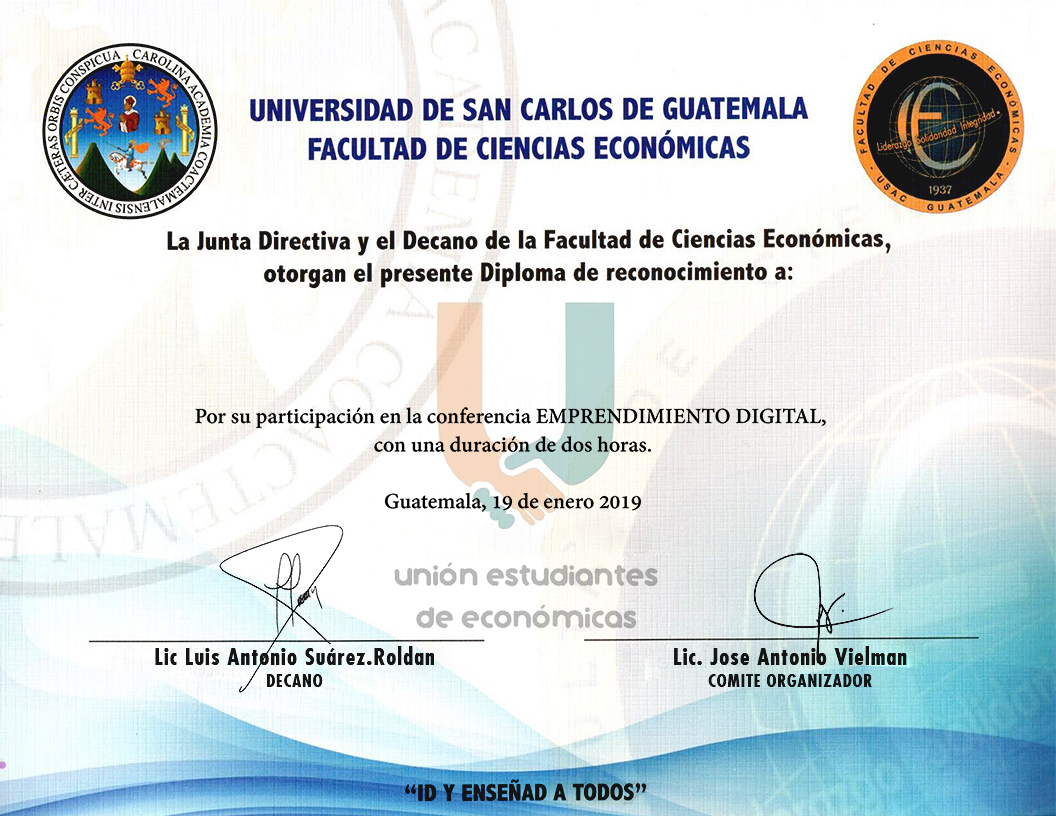 CAETERAS ORBIS CONSPICUA CAROLINA ACADEMIA COACTEMALENSIS INTER
UNIVERSIDAD DE SAN CARLOS DE GUATEMALA
FACULTAD DE CIENCIAS ECONÓMICAS
FACULTAD DE CIENCIAS ECONÓMICAS
Liderazgo Solidaridad Integridad
1937
USAC GUATEMALA
La Junta Directiva y el Decano de la Facultad de Ciencias Económicas,
otorgan el presente Diploma de reconocimiento a:
Por su participación en la conferencia EMPRENDIMIENTO DIGITAL,
con una duración de dos horas.
Guatemala, 19 de enero 2019
unión estudiantes
de económicas
Lic Luis Antonio Suárez.Roldan
DECANO
Lic. Jose Antonio Vielman
COMITE ORGANIZADOR
“ID Y ENSEÑAD A TODOS”